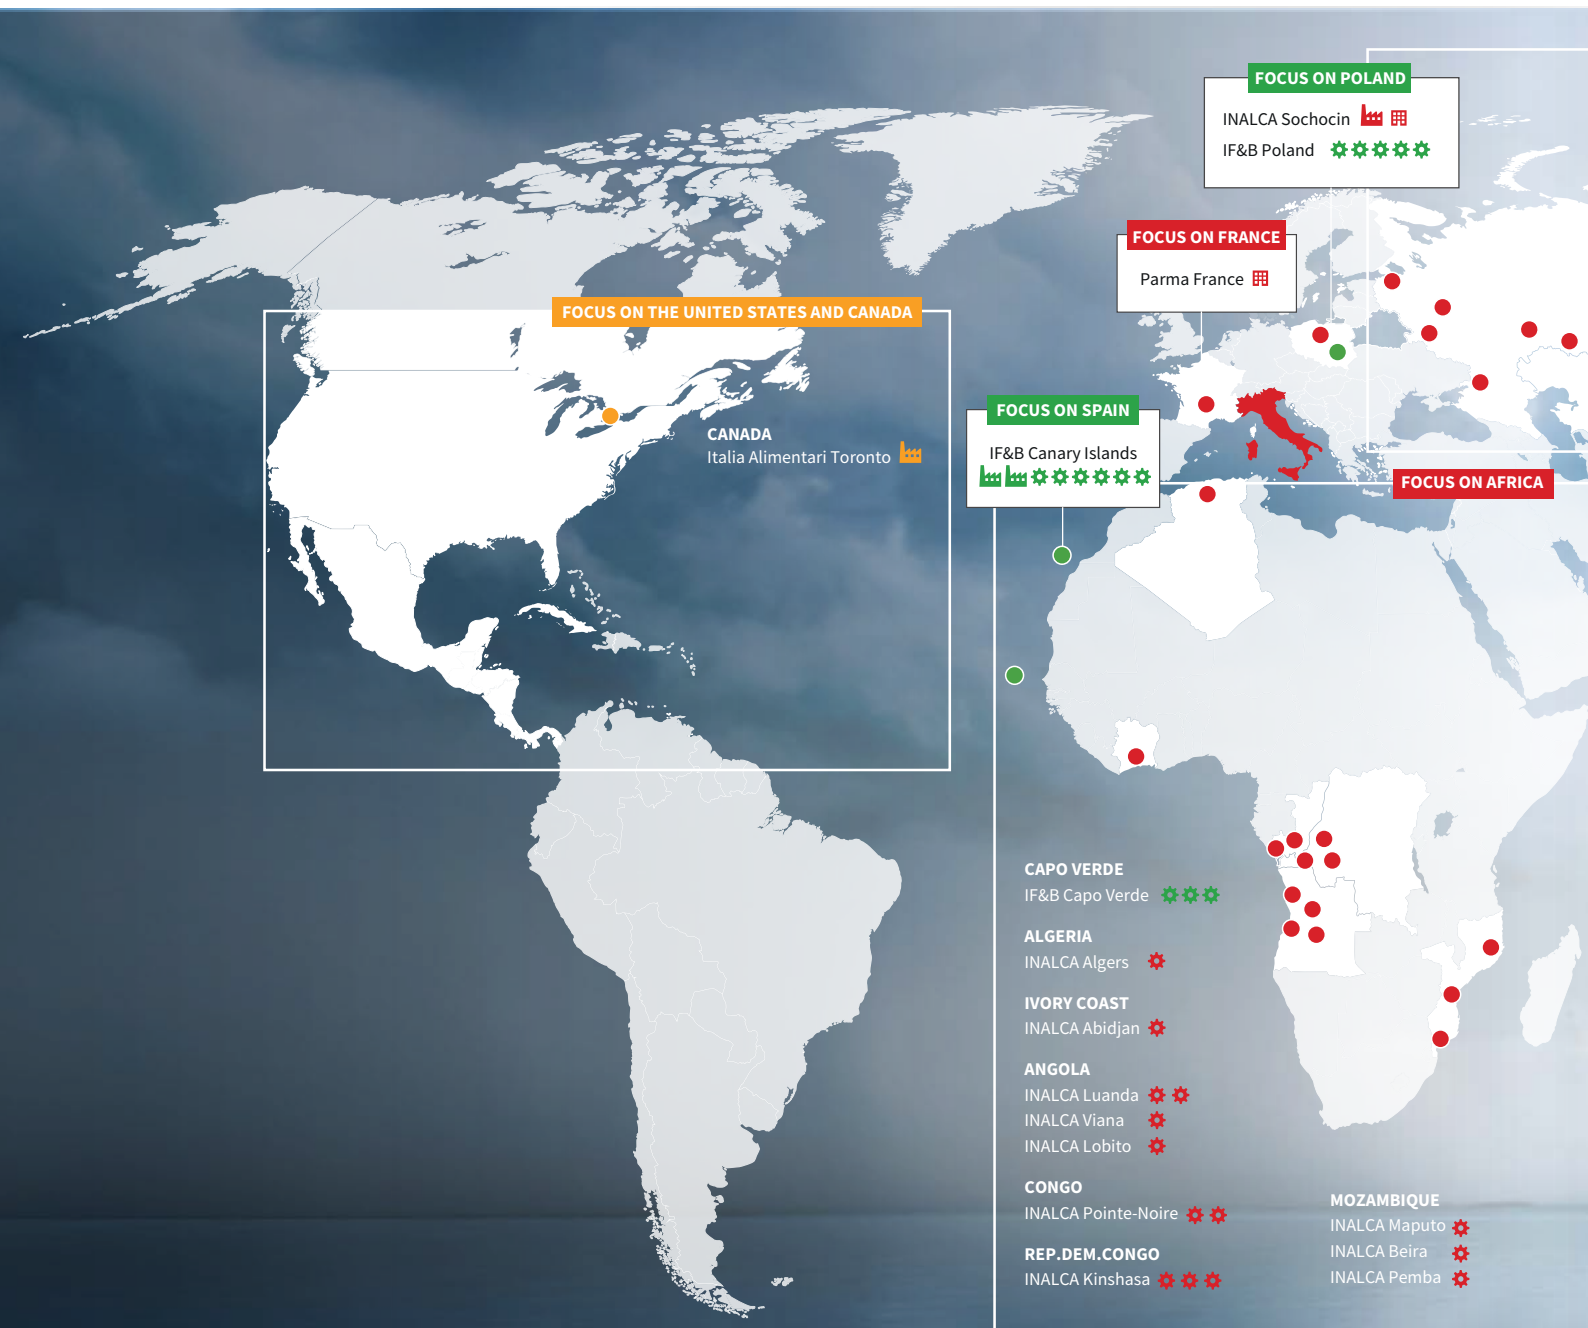 FOCUS ON POLAND
INALCA Sochocin
IF&B Poland
FOCUS ON FRANCE
Parma France
FOCUS ON THE UNITED STATES AND CANADA
CANADA
Italia Alimentari Toronto
FOCUS ON SPAIN
IF&B Canary Islands
FOCUS ON AFRICA
CAPO VERDE
IF&B Capo Verde
ALGERIA
INALCA Algers
IVORY COAST
INALCA Abidjan
ANGOLA
INALCA Luanda
INALCA Viana
INALCA Lobito
CONGO
INALCA Pointe-Noire
REP.DEM.CONGO
INALCA Kinshasa
MOZAMBIQUE
INALCA Maputo
INALCA Beira
INALCA Pemba